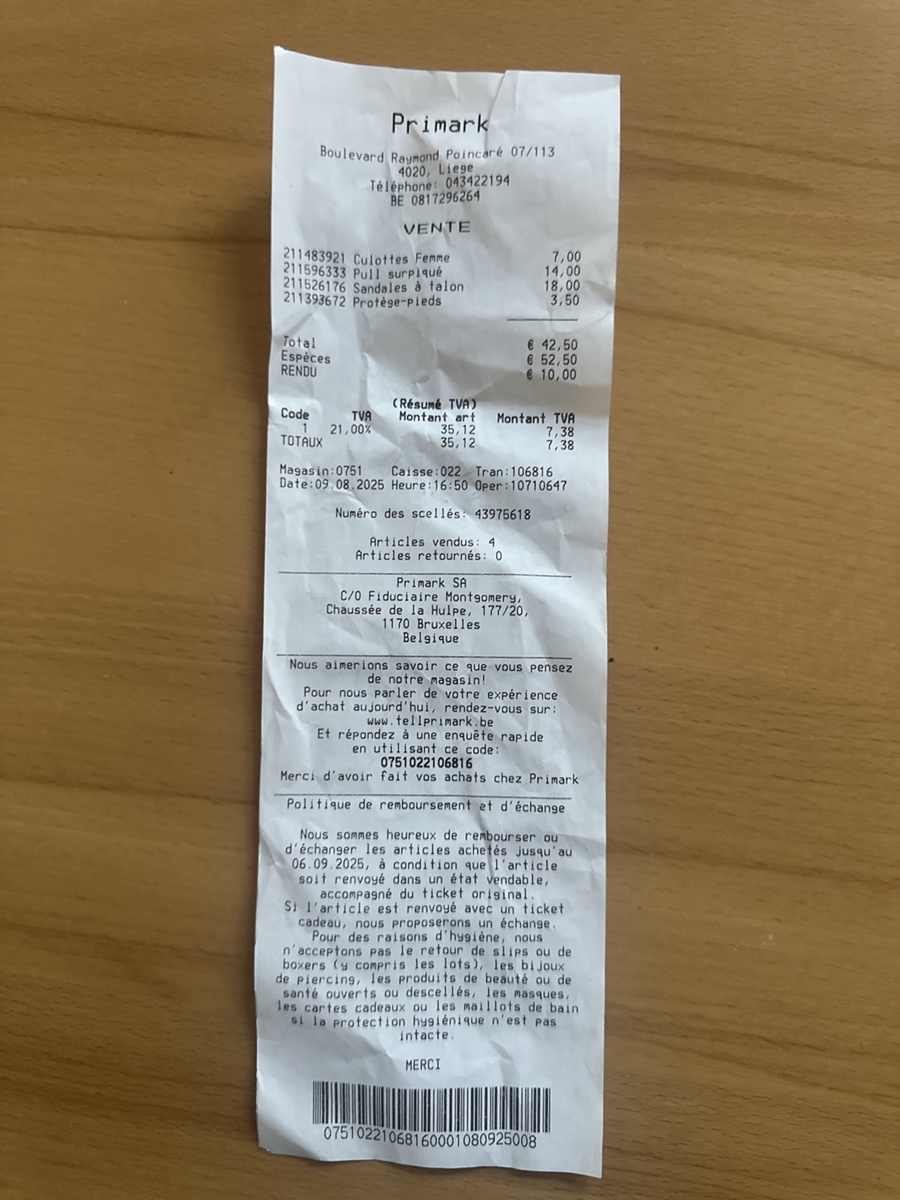 Primark
Boulevard Raymond Poincaré 07/113
4020, Liege
Téléphone: 043422194
BE 0817296264
VENTE
211483921 Culottes Femme 7,00
211596333 Pull surpiqué 14,00
211526176 Sandales à talon 18,00
211393672 Protège-pieds 3,50
Total € 42,50
Espèces € 52,50
RENDU € 10,00
(Résumé TVA)
Code TVA Montant art Montant TVA
1 21,00% 35,12 7,38
TOTAUX 35,12 7,38
Magasin:0751 Caisse:022 Tran:106816
Date:09.08.2025 Heure:16:50 Oper:10710647
Numéro des scellés: 43975618
Articles vendus: 4
Articles retournés: 0
Primark SA
C/O Fiduciaire Montgomery,
Chaussée de la Hulpe, 177/20,
1170 Bruxelles
Belgique
Nous aimerions savoir ce que vous pensez
de notre magasin!
Pour nous parler de votre expérience
d'achat aujourd'hui, rendez-vous sur:
www.tellprimark.be
Et répondez à une enquête rapide
en utilisant ce code:
0751022106816
Merci d'avoir fait vos achats chez Primark
Politique de remboursement et d'échange
Nous sommes heureux de rembourser ou
d'échanger les articles achetés jusqu'au
06.09.2025, à condition que l'article
soit renvoyé dans un état vendable,
accompagné du ticket original.
Si l'article est renvoyé avec un ticket
cadeau, nous proposerons un échange.
Pour des raisons d'hygiène, nous
n'acceptons pas le retour de slips ou de
boxers (y compris les lots), les bijoux
de piercing, les produits de beauté ou de
santé ouverts ou descellés, les masques,
les cartes cadeaux ou les maillots de bain
si la protection hygiénique n'est pas
intacte.
MERCI
07510221068160001080925008